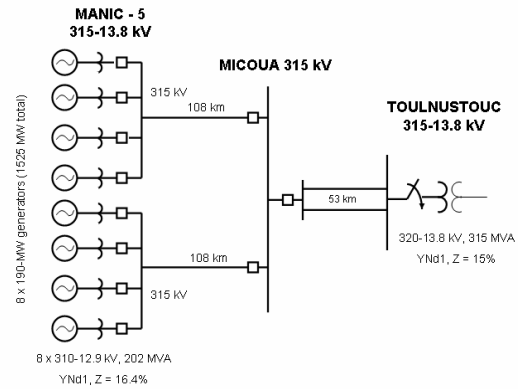 MANIC - 5
315-13.8 kV
MICOUA 315 kV
TOULNUSTOUC
315-13.8 kV
315 kV
108 km
53 km
108 km
315 kV
320-13.8 kV, 315 MVA
YNd1, Z = 15%
8 x 190-MW generators (1525 MW total)
8 x 310-12.9 kV, 202 MVA
YNd1, Z = 16.4%